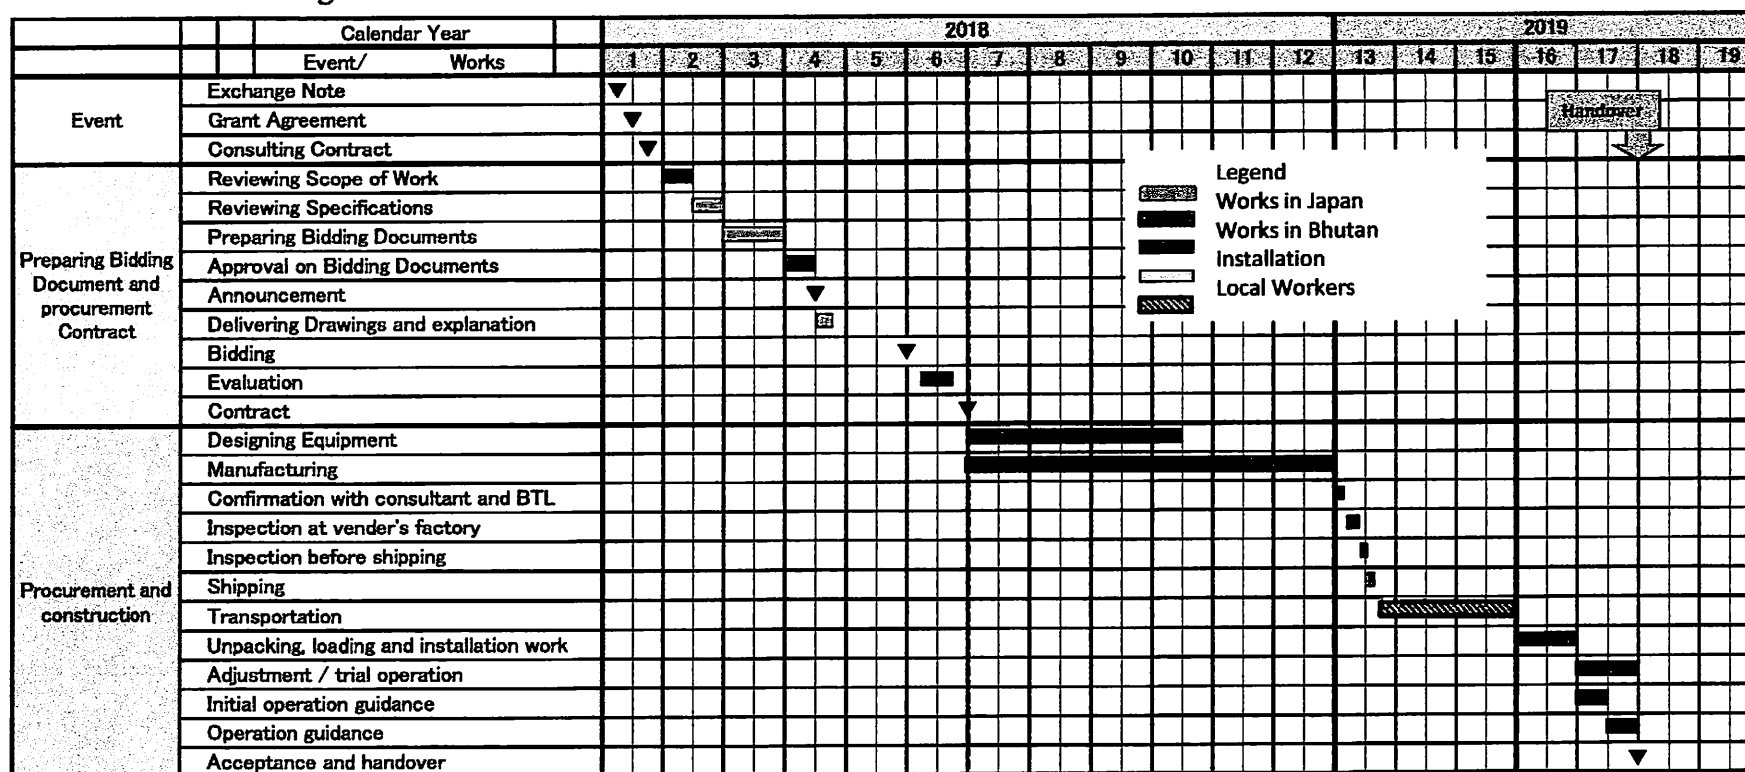 Calendar Year 2018 2019
Event/ Works 1 2 3 4 5 6 7 8 9 10 11 12 13 14 15 16 17 18 19
Event
Exchange Note
Grant Agreement
Consulting Contract
Handover
Preparing Bidding
Document and
procurement
Contract
Reviewing Scope of Work
Reviewing Specifications
Preparing Bidding Documents
Approval on Bidding Documents
Announcement
Delivering Drawings and explanation
Bidding
Evaluation
Contract
Legend
Works in Japan
Works in Bhutan
Installation
Local Workers
Procurement and
construction
Designing Equipment
Manufacturing
Confirmation with consultant and BTL
Inspection at vender's factory
Inspection before shipping
Shipping
Transportation
Unpacking, loading and installation work
Adjustment / trial operation
Initial operation guidance
Operation guidance
Acceptance and handover